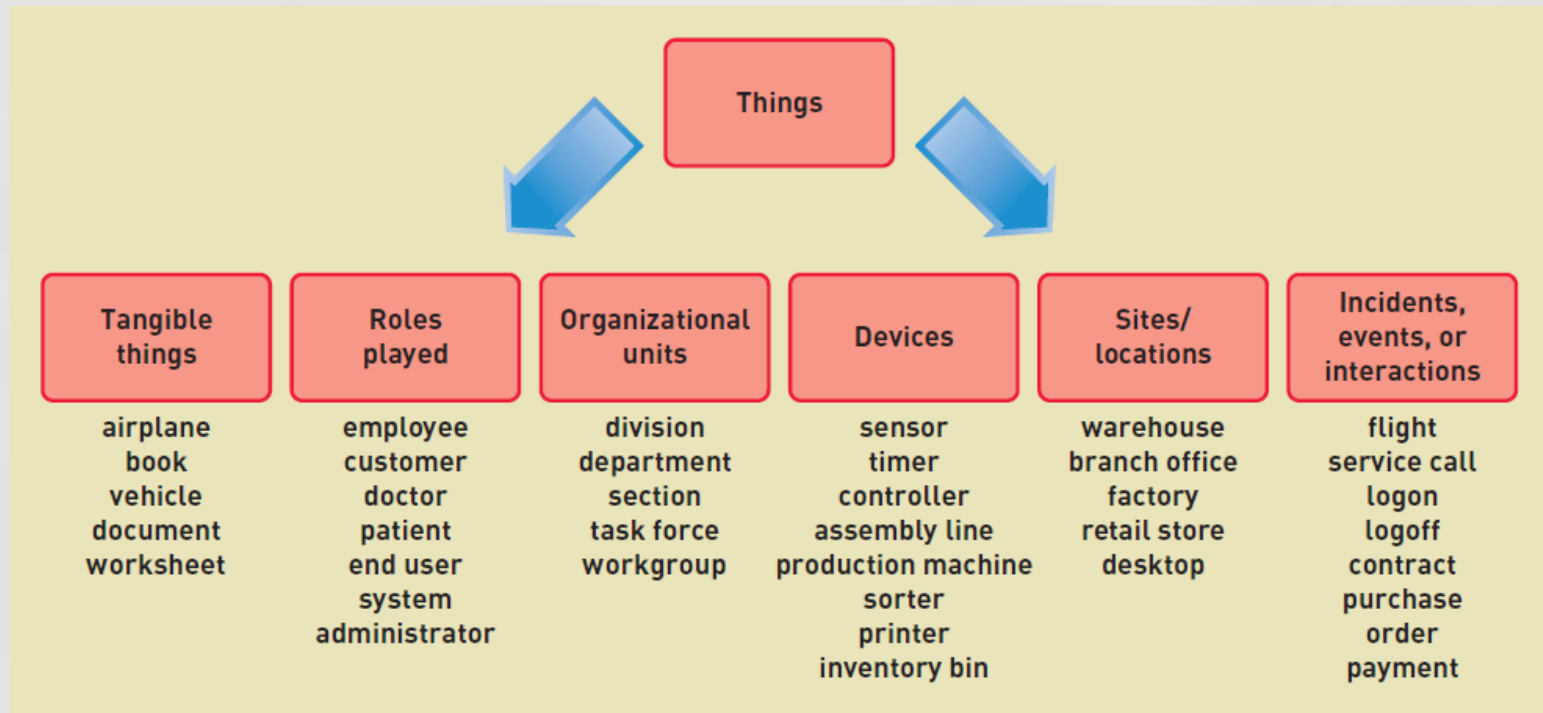 Things
Tangible
things
Roles
played
Organizational
units
Devices
Sites/
locations
Incidents,
events, or
interactions
airplane
book
vehicle
document
worksheet
employee
customer
doctor
patient
end user
system
administrator
division
department
section
task force
workgroup
sensor
timer
controller
assembly line
production machine
sorter
printer
inventory bin
warehouse
branch office
factory
retail store
desktop
flight
service call
logon
logoff
contract
purchase
order
payment